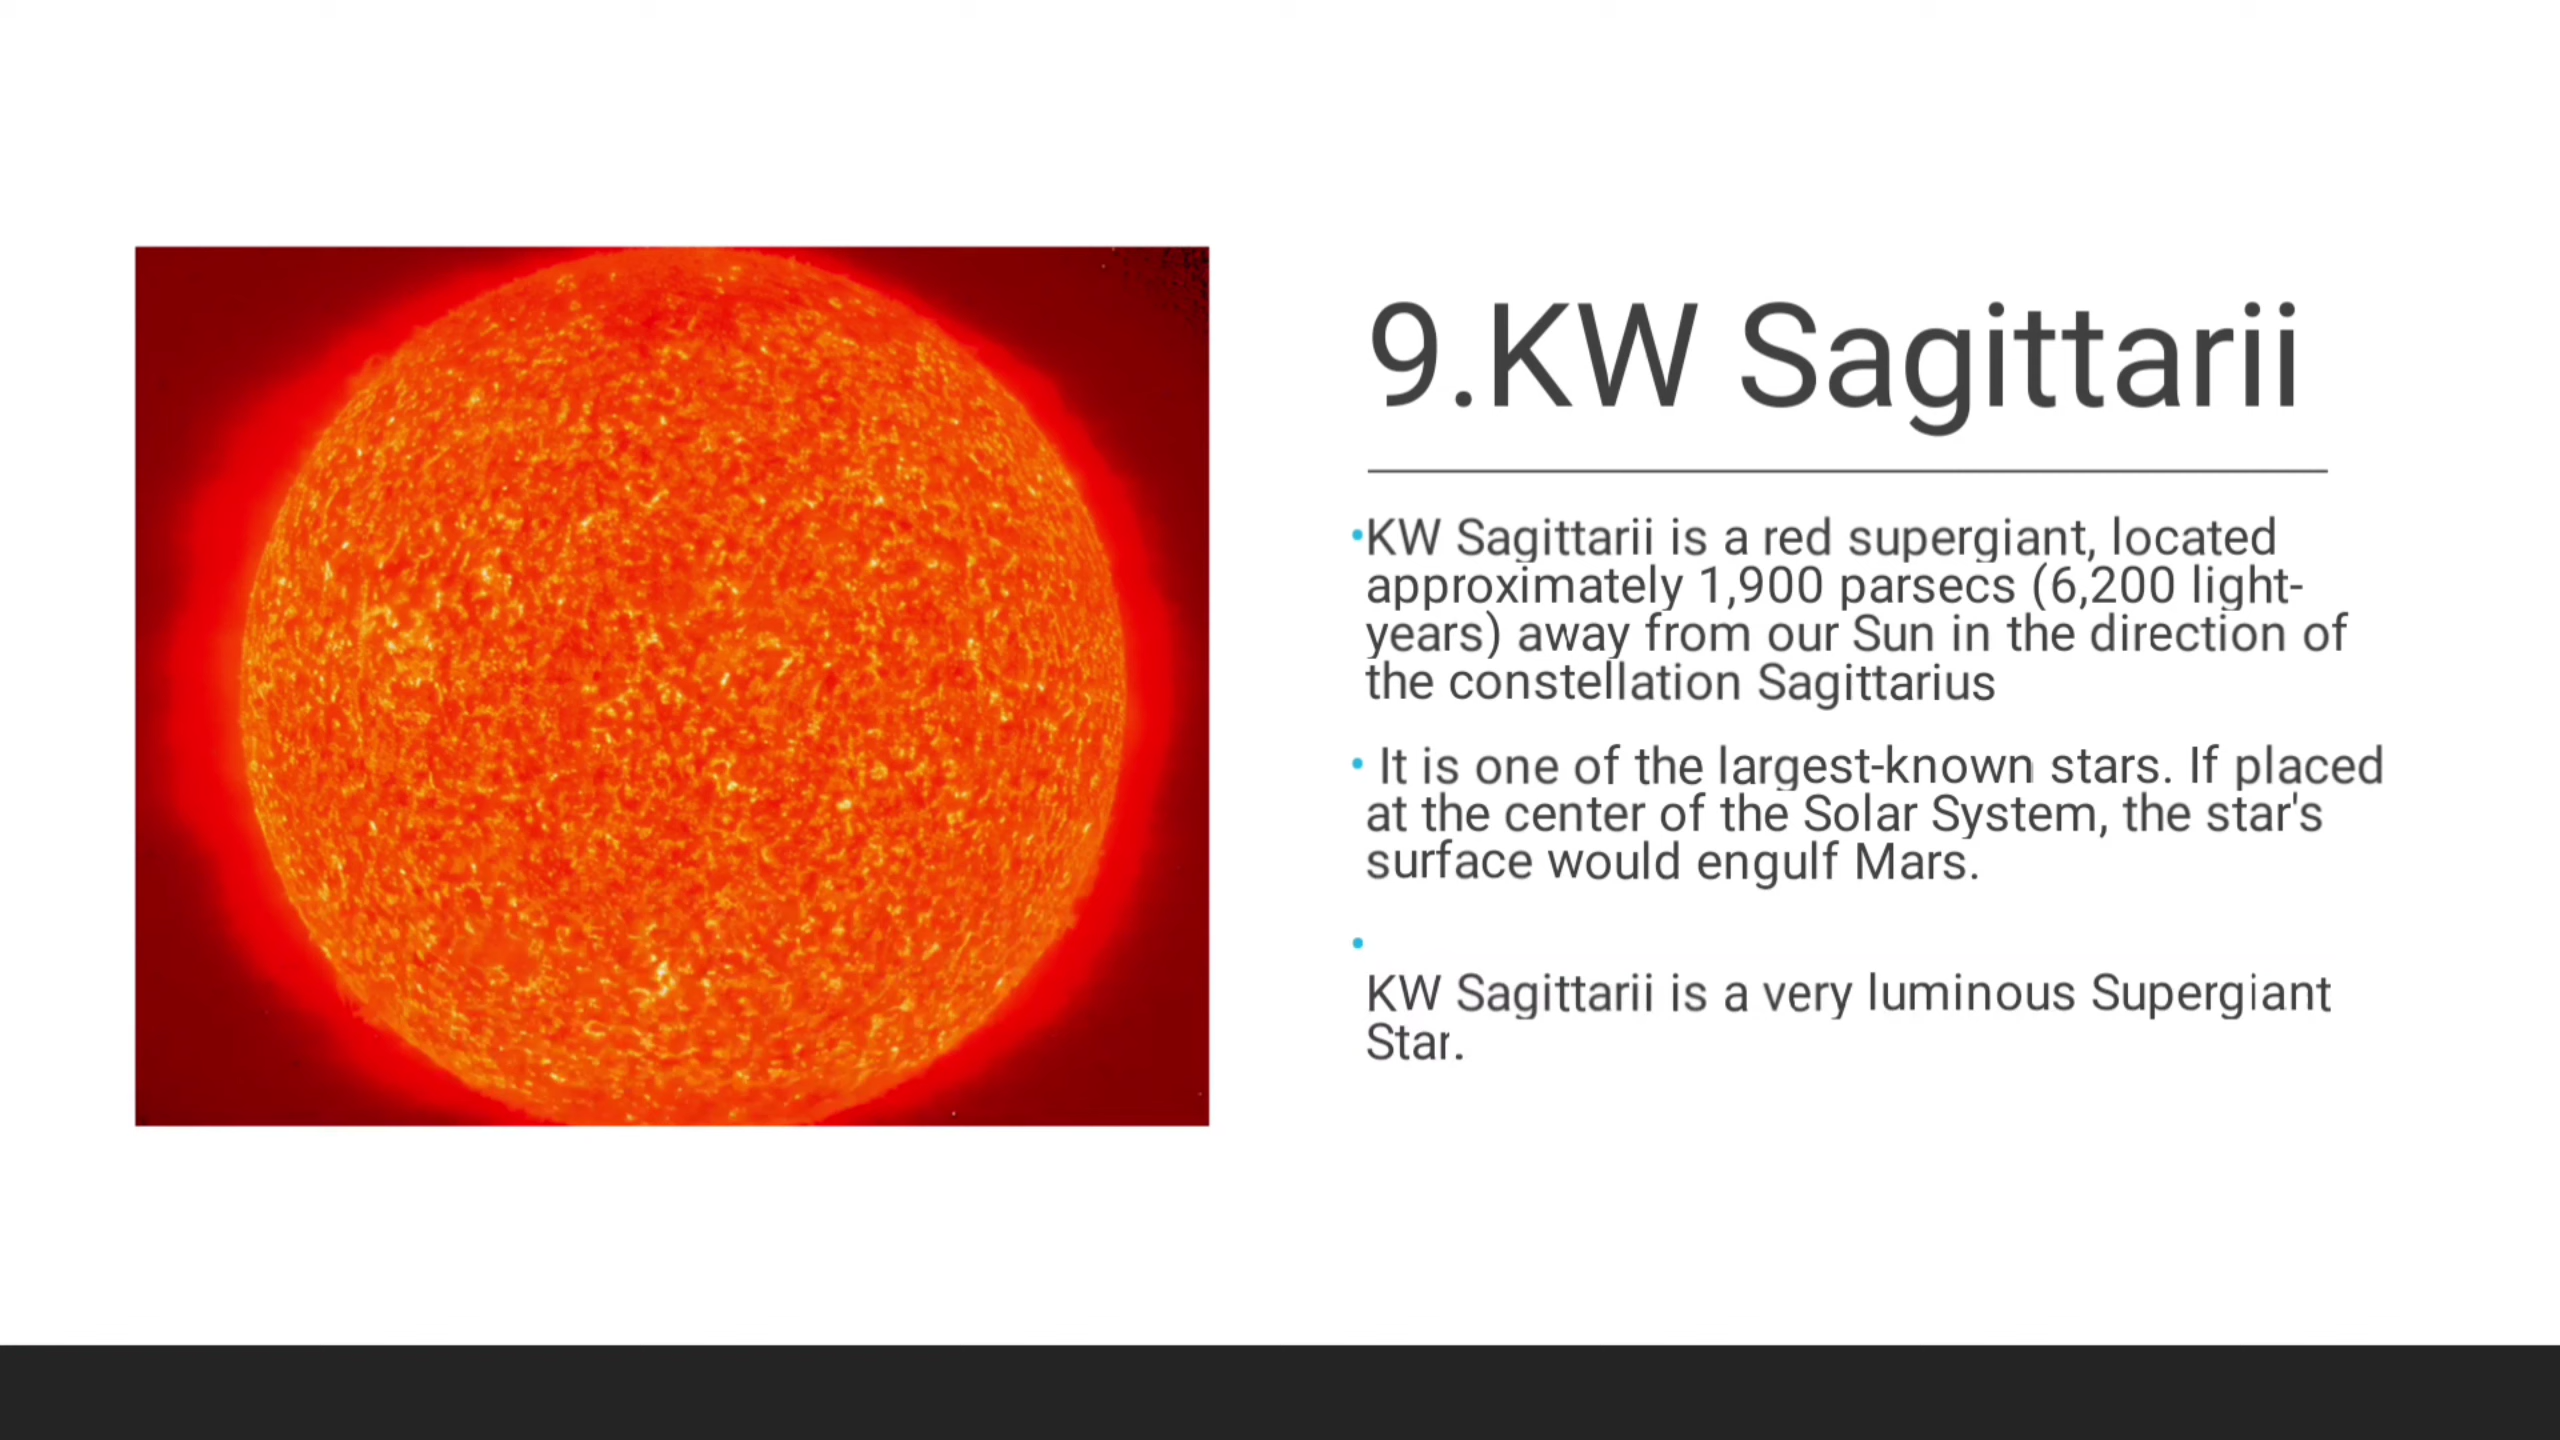 9.KW Sagittarii
•KW Sagittarii is a red supergiant, located
approximately 1,900 parsecs (6,200 light-
years) away from our Sun in the direction of
the constellation Sagittarius
• It is one of the largest-known stars. If placed
at the center of the Solar System, the star's
surface would engulf Mars.
•
KW Sagittarii is a very luminous Supergiant
Star.